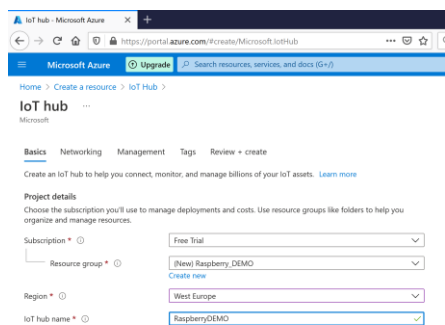 IoT hub - Microsoft Azure
https://portal.azure.com/#create/Microsoft.IotHub
Microsoft Azure Upgrade Search resources, services, and docs (G+/)
Home > Create a resource > IoT Hub >
IoT hub ...
Microsoft
Basics Networking Management Tags Review + create
Create an IoT hub to help you connect, monitor, and manage billions of your IoT assets. Learn more
Project details
Choose the subscription you'll use to manage deployments and costs. Use resource groups like folders to help you
organize and manage resources.
Subscription * Free Trial
Resource group * (New) Raspberry_DEMO
Create new
Region * West Europe
IoT hub name * RaspberryDEMO